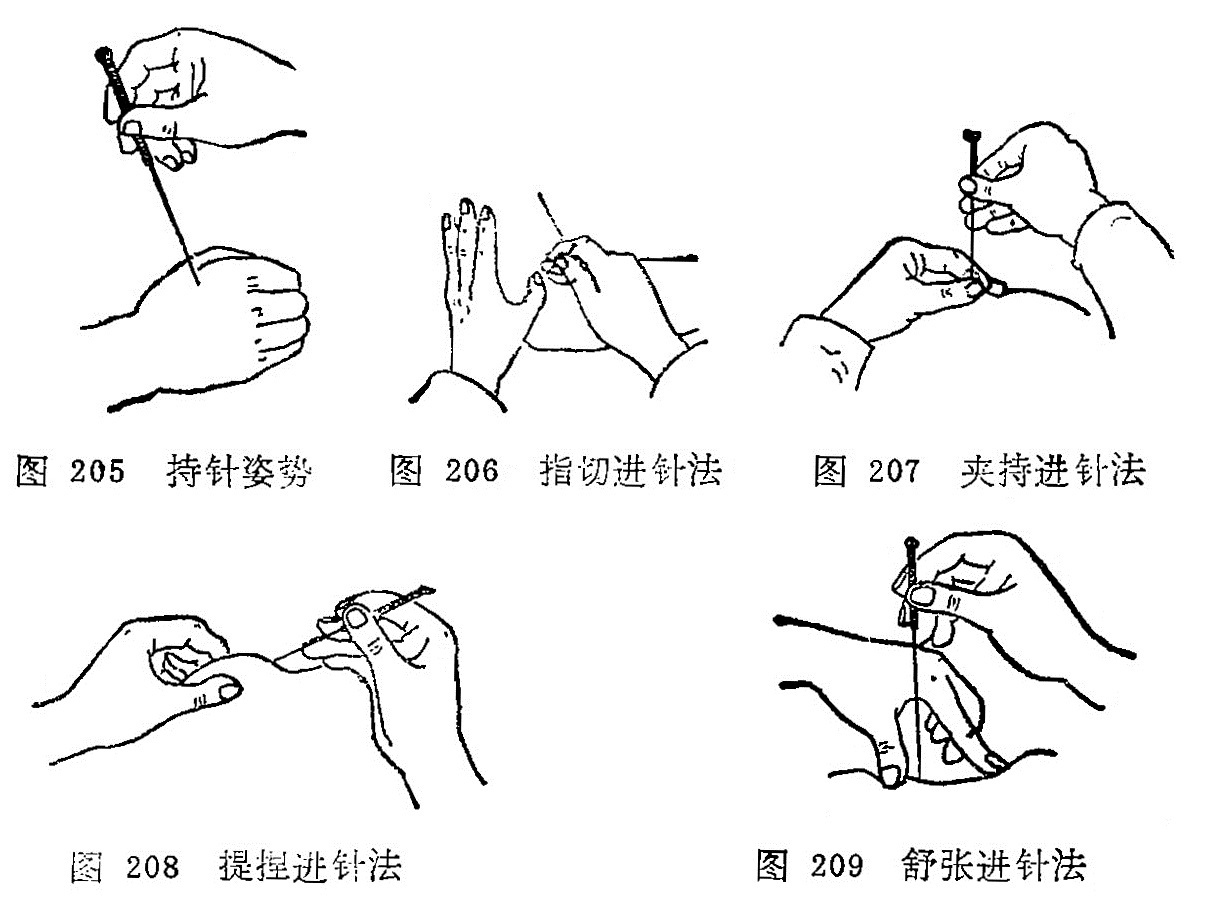 图 205 持针姿势
图 206 指切进针法
图 207 夹持进针法
图 208 提捏进针法
图 209 舒张进针法